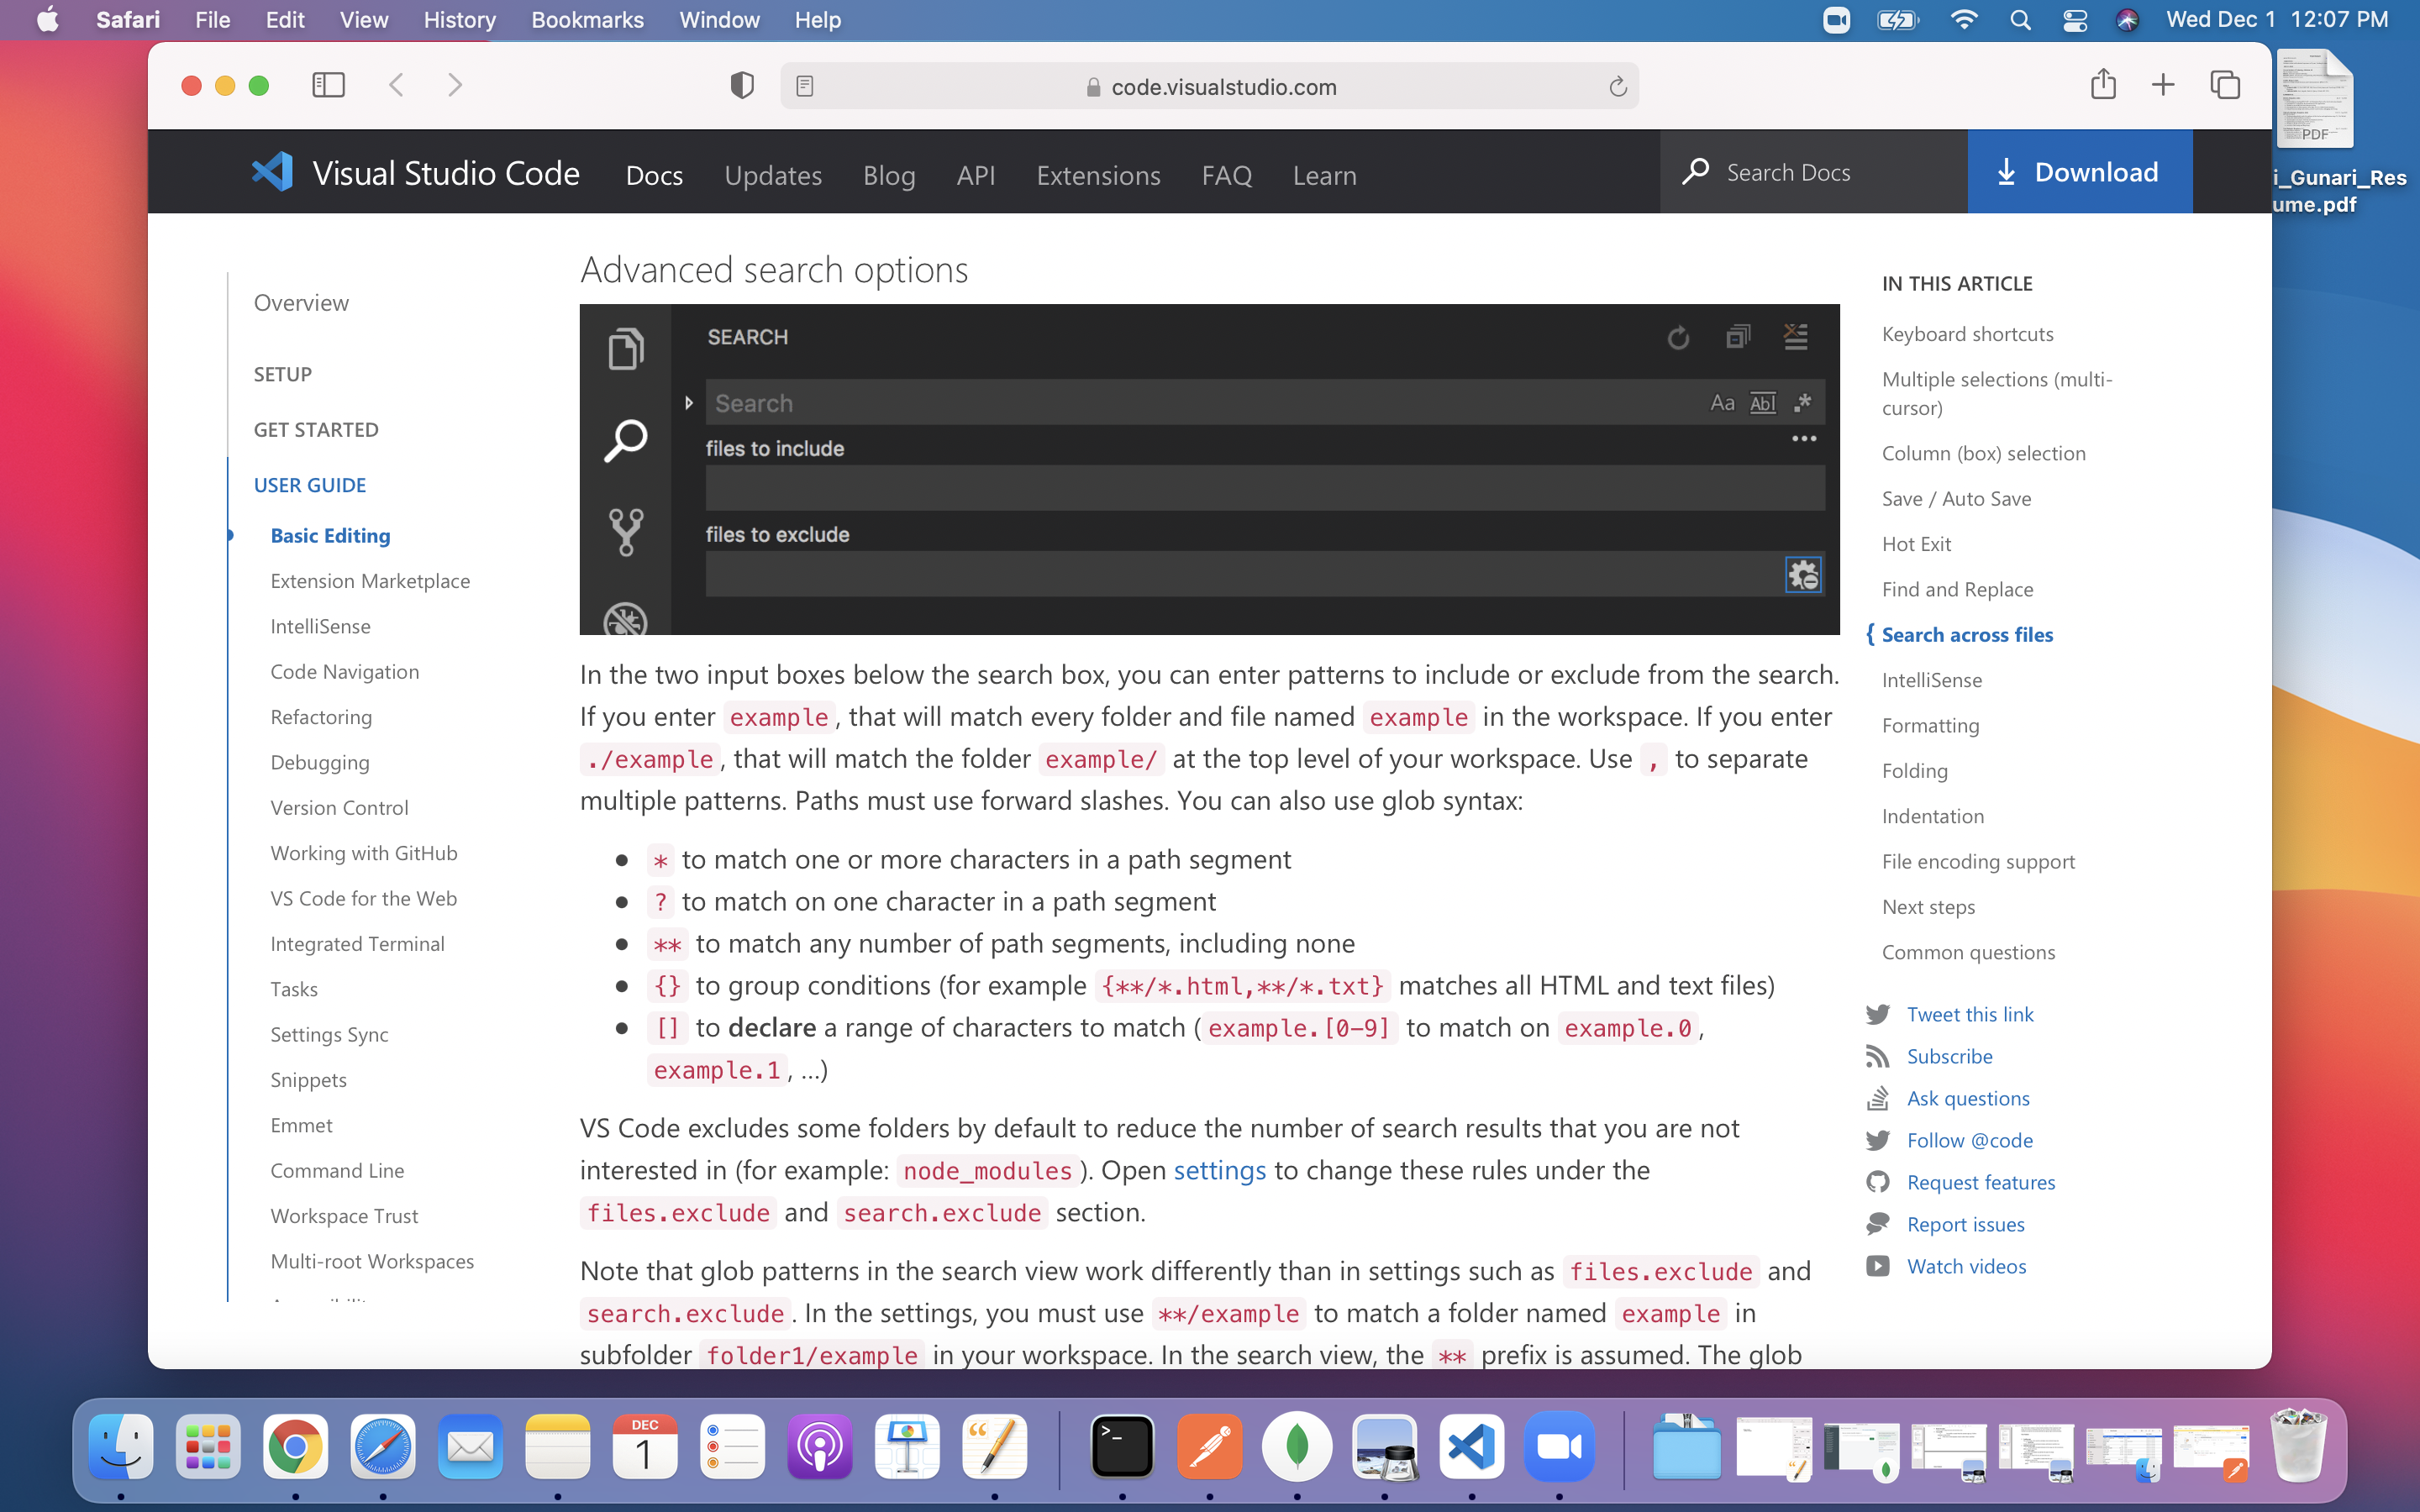 Safari File Edit View History Bookmarks Window Help
Wed Dec 1 12:07 PM
code.visualstudio.com
PDF
i_Gunari_Res
ume.pdf
Visual Studio Code Docs Updates Blog API Extensions FAQ Learn
Search Docs
Download
Overview
SETUP
GET STARTED
USER GUIDE
Basic Editing
Extension Marketplace
IntelliSense
Code Navigation
Refactoring
Debugging
Version Control
Working with GitHub
VS Code for the Web
Integrated Terminal
Tasks
Settings Sync
Snippets
Emmet
Command Line
Workspace Trust
Multi-root Workspaces
Advanced search options
SEARCH
Search
Aa Abl .*
files to include
files to exclude
In the two input boxes below the search box, you can enter patterns to include or exclude from the search.
If you enter example, that will match every folder and file named example in the workspace. If you enter
./example, that will match the folder example/ at the top level of your workspace. Use , to separate
multiple patterns. Paths must use forward slashes. You can also use glob syntax:
* to match one or more characters in a path segment
? to match on one character in a path segment
** to match any number of path segments, including none
{} to group conditions (for example {**/*.html,**/*.txt} matches all HTML and text files)
[] to declare a range of characters to match (example.[0-9] to match on example.0,
example.1, ...)
VS Code excludes some folders by default to reduce the number of search results that you are not
interested in (for example: node_modules). Open settings to change these rules under the
files.exclude and search.exclude section.
Note that glob patterns in the search view work differently than in settings such as files.exclude and
search.exclude. In the settings, you must use **/example to match a folder named example in
subfolder folder1/example in your workspace. In the search view, the ** prefix is assumed. The glob
IN THIS ARTICLE
Keyboard shortcuts
Multiple selections (multi-
cursor)
Column (box) selection
Save / Auto Save
Hot Exit
Find and Replace
{ Search across files
IntelliSense
Formatting
Folding
Indentation
File encoding support
Next steps
Common questions
Tweet this link
Subscribe
Ask questions
Follow @code
Request features
Report issues
Watch videos
DEC
1